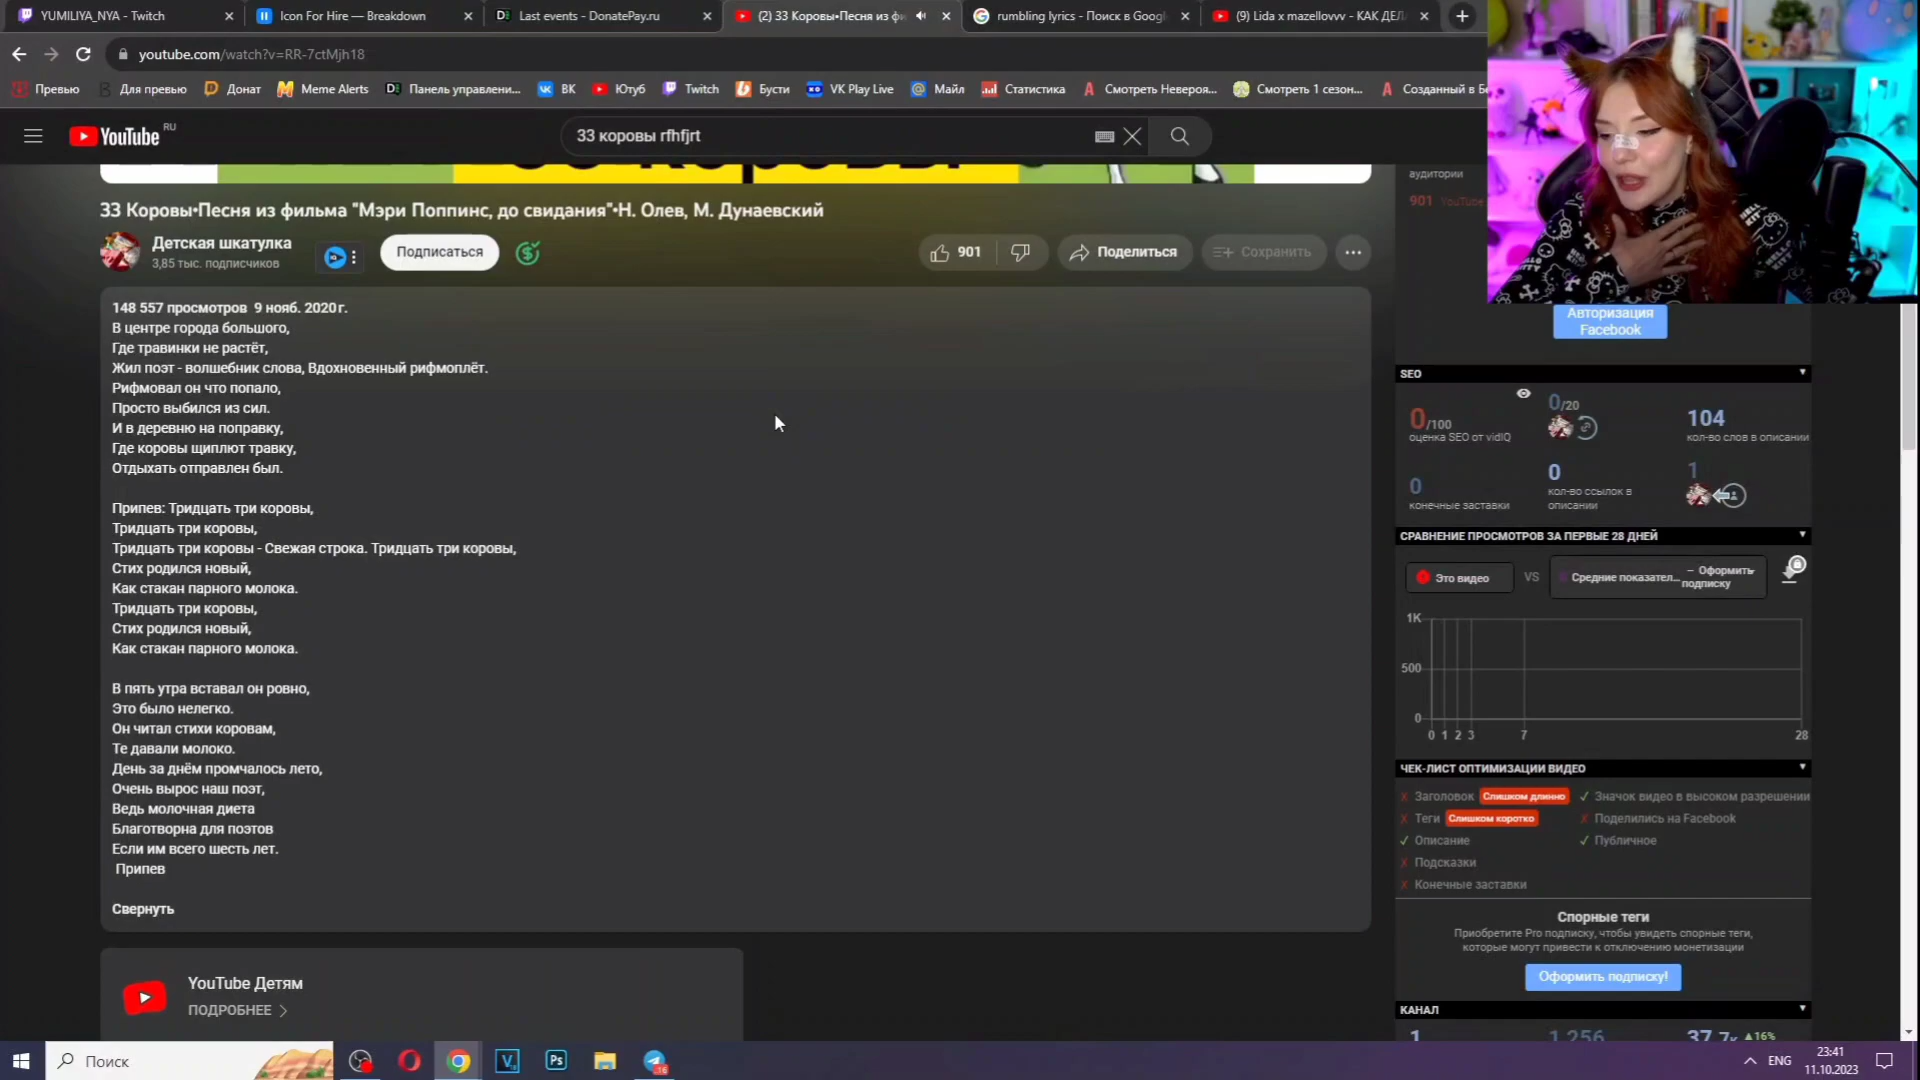 YUMILIYA_NYA - Twitch
Icon For Hire — Breakdown
Last events - DonatePay.ru
(2) 33 Коровы•Песня из фи
rumbling lyrics - Поиск в Googl
(9) Lida x mazellovvv - КАК ДЕЛ
youtube.com/watch?v=RR-7ctMjh18
Превью
Для превью
Донат
Meme Alerts
Панель управлени...
ВК
Ютуб
Twitch
Бусти
VK Play Live
Майл
Статистика
Смотреть Невероя...
Смотреть 1 сезон...
Созданный в Бе
YouTube RU
33 коровы rfhfjrt
33 Коровы•Песня из фильма "Мэри Поппинс, до свидания"•Н. Олев, М. Дунаевский
Детская шкатулка
3,85 тыс. подписчиков
Подписаться
901
Поделиться
Сохранить
148 557 просмотров 9 нояб. 2020 г.
В центре города большого,
Где травинки не растёт,
Жил поэт - волшебник слова, Вдохновенный рифмоплёт.
Рифмовал он что попало,
Просто выбился из сил.
И в деревню на поправку,
Где коровы щиплют травку,
Отдыхать отправлен был.
Припев: Тридцать три коровы,
Тридцать три коровы,
Тридцать три коровы - Свежая строка. Тридцать три коровы,
Стих родился новый,
Как стакан парного молока.
Тридцать три коровы,
Стих родился новый,
Как стакан парного молока.
В пять утра вставал он ровно,
Это было нелегко.
Он читал стихи коровам,
Те давали молоко.
День за днём промчалось лето,
Очень вырос наш поэт,
Ведь молочная диета
Благотворна для поэтов
Если им всего шесть лет.
Припев
Свернуть
YouTube Детям
ПОДРОБНЕЕ
аудитории
901 YouTube
Авторизация
Facebook
SEO
0/100
оценка SEO от vidIQ
0/20
104
кол-во слов в описании
0
конечные заставки
0
кол-во ссылок в
описании
1
СРАВНЕНИЕ ПРОСМОТРОВ ЗА ПЕРВЫЕ 28 ДНЕЙ
Это видео
VS
Средние показател...
– Оформить
подписку
1K
500
0
0 1 2 3 7 28
ЧЕК-ЛИСТ ОПТИМИЗАЦИИ ВИДЕО
Заголовок Слишком длинно
Значок видео в высоком разрешении
Теги Слишком коротко
Поделились на Facebook
Описание
Публичное
Подсказки
Конечные заставки
Спорные теги
Приобретите Pro подписку, чтобы увидеть спорные теги,
которые могут привести к отключению монетизации
Оформить подписку!
КАНАЛ
1
1 256
37.7к 16%
Поиск
16
ENG
23:41
11.10.2023